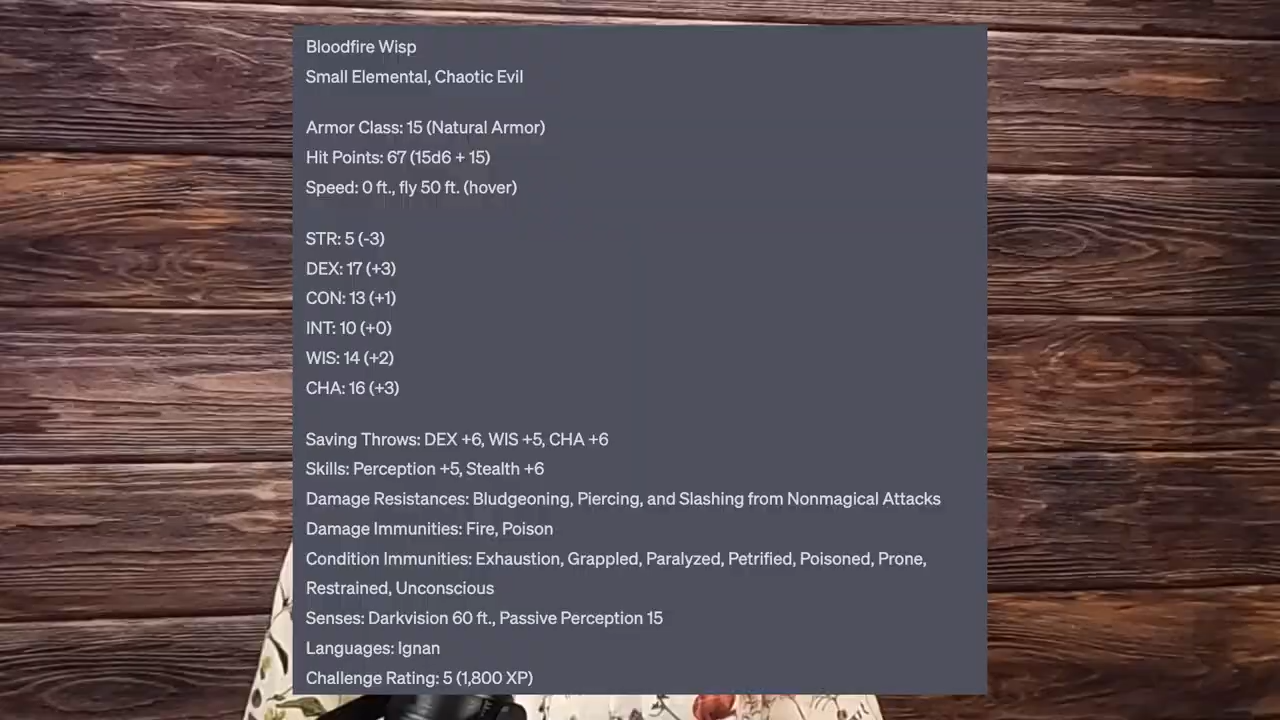 Bloodfire Wisp
Small Elemental, Chaotic Evil
Armor Class: 15 (Natural Armor)
Hit Points: 67 (15d6 + 15)
Speed: 0 ft., fly 50 ft. (hover)
STR: 5 (-3)
DEX: 17 (+3)
CON: 13 (+1)
INT: 10 (+0)
WIS: 14 (+2)
CHA: 16 (+3)
Saving Throws: DEX +6, WIS +5, CHA +6
Skills: Perception +5, Stealth +6
Damage Resistances: Bludgeoning, Piercing, and Slashing from Nonmagical Attacks
Damage Immunities: Fire, Poison
Condition Immunities: Exhaustion, Grappled, Paralyzed, Petrified, Poisoned, Prone,
Restrained, Unconscious
Senses: Darkvision 60 ft., Passive Perception 15
Languages: Ignan
Challenge Rating: 5 (1,800 XP)